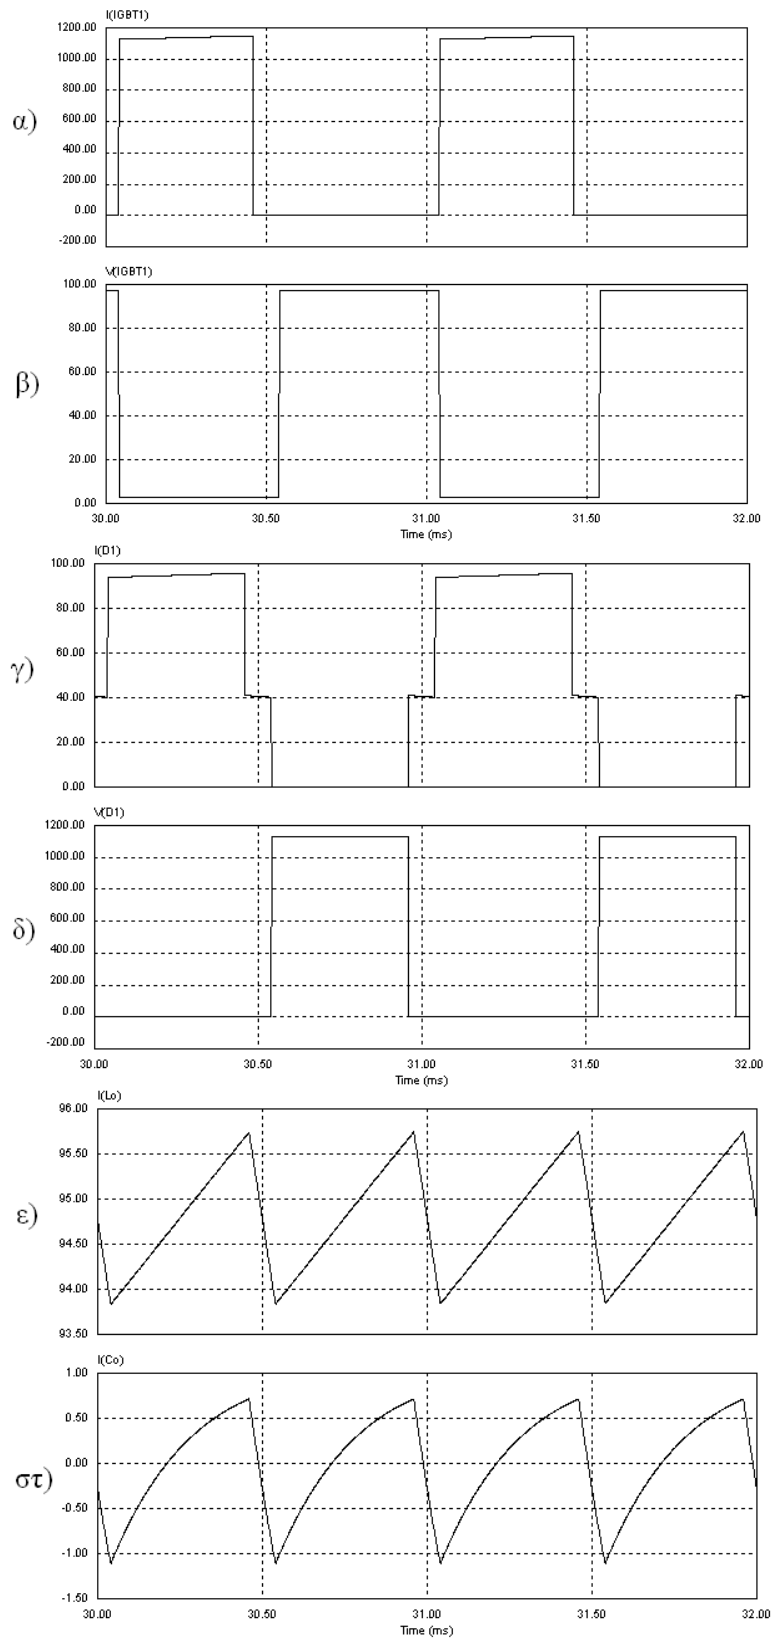 I(IGBT1)
1200.00
1000.00
800.00
α)
600.00
400.00
200.00
0.00
-200.00
V(IGBT1)
100.00
80.00
β)
60.00
40.00
20.00
0.00
30.00 30.50 31.00 31.50 32.00
Time (ms)
I(D1)
100.00
80.00
γ)
60.00
40.00
20.00
0.00
V(D1)
1200.00
1000.00
800.00
δ)
600.00
400.00
200.00
0.00
-200.00
30.00 30.50 31.00 31.50 32.00
Time (ms)
I(Lo)
96.00
95.50
ε)
95.00
94.50
94.00
93.50
I(Co)
1.00
0.50
στ)
0.00
-0.50
-1.00
-1.50
30.00 30.50 31.00 31.50 32.00
Time (ms)